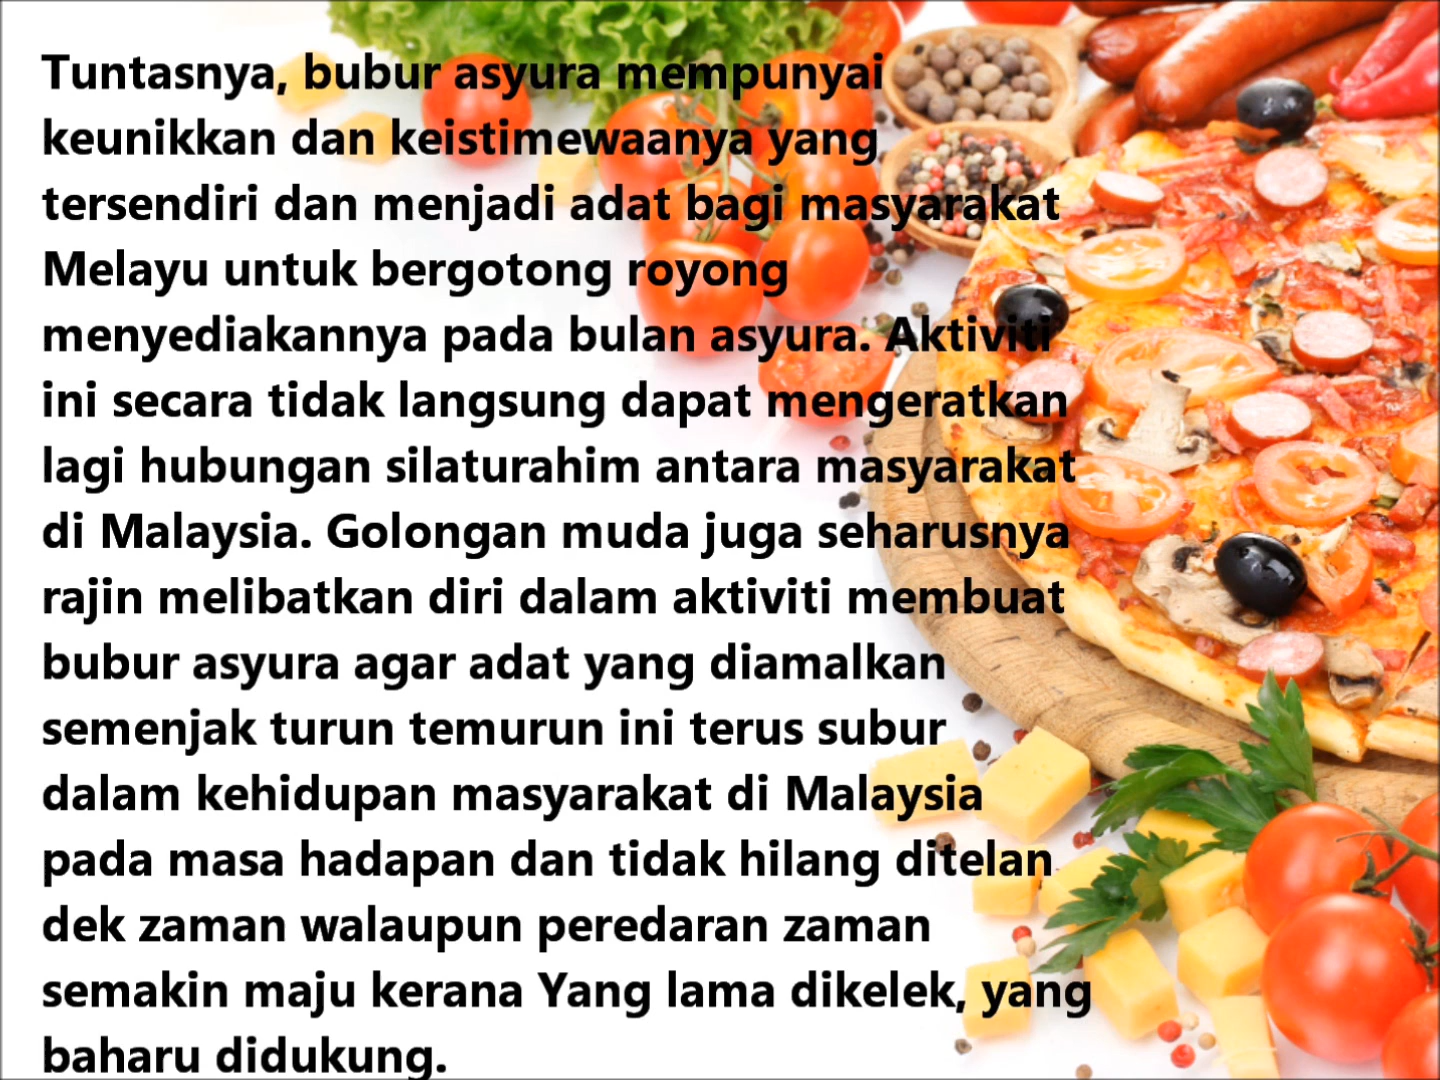 Tuntasnya, bubur asyura mempunyai
keunikkan dan keistimewaanya yang
tersendiri dan menjadi adat bagi masyarakat
Melayu untuk bergotong royong
menyediakannya pada bulan asyura. Aktiviti
ini secara tidak langsung dapat mengeratkan
lagi hubungan silaturahim antara masyarakat
di Malaysia. Golongan muda juga seharusnya
rajin melibatkan diri dalam aktiviti membuat
bubur asyura agar adat yang diamalkan
semenjak turun temurun ini terus subur
dalam kehidupan masyarakat di Malaysia
pada masa hadapan dan tidak hilang ditelan
dek zaman walaupun peredaran zaman
semakin maju kerana Yang lama dikelek, yang
baharu didukung.